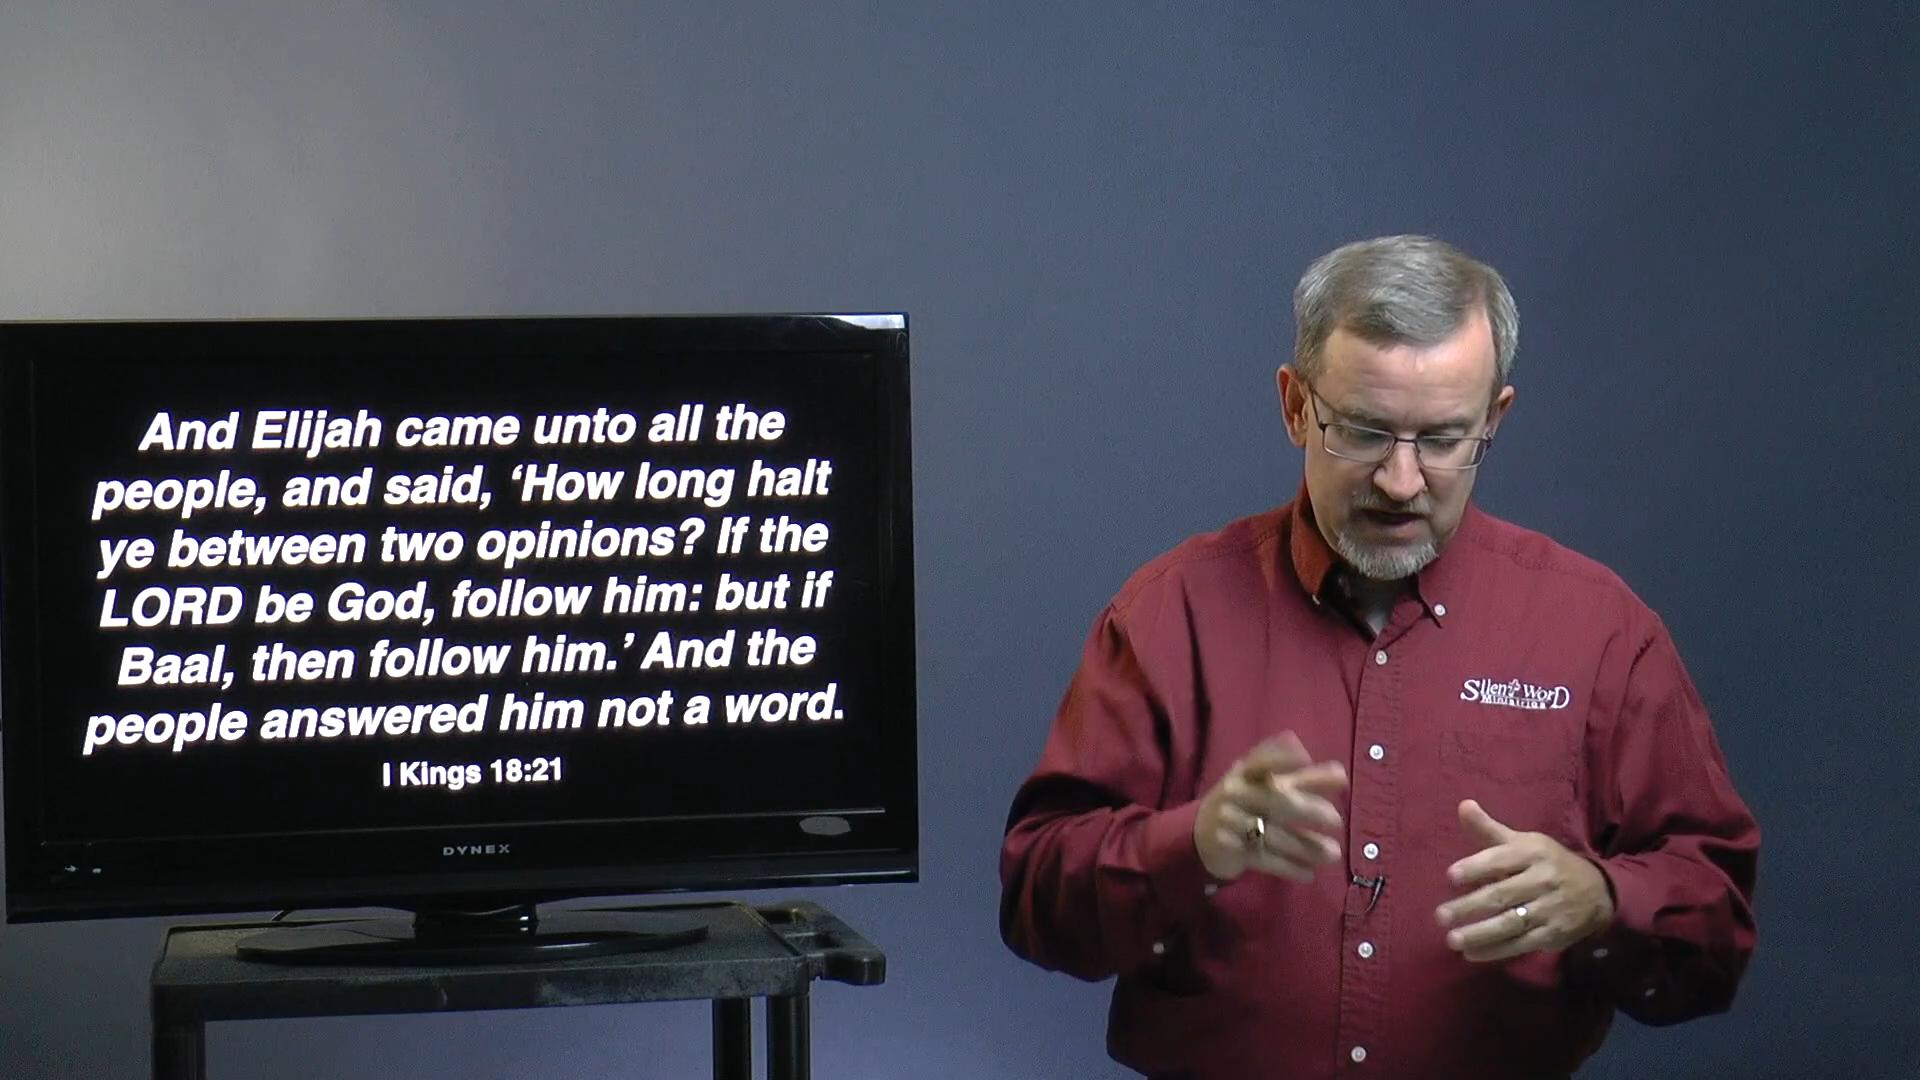 And Elijah came unto all the
people, and said, ‘How long halt
ye between two opinions? If the
LORD be God, follow him: but if
Baal, then follow him.’ And the
people answered him not a word.
I Kings 18:21
DYNEX
Silent Word
Ministries